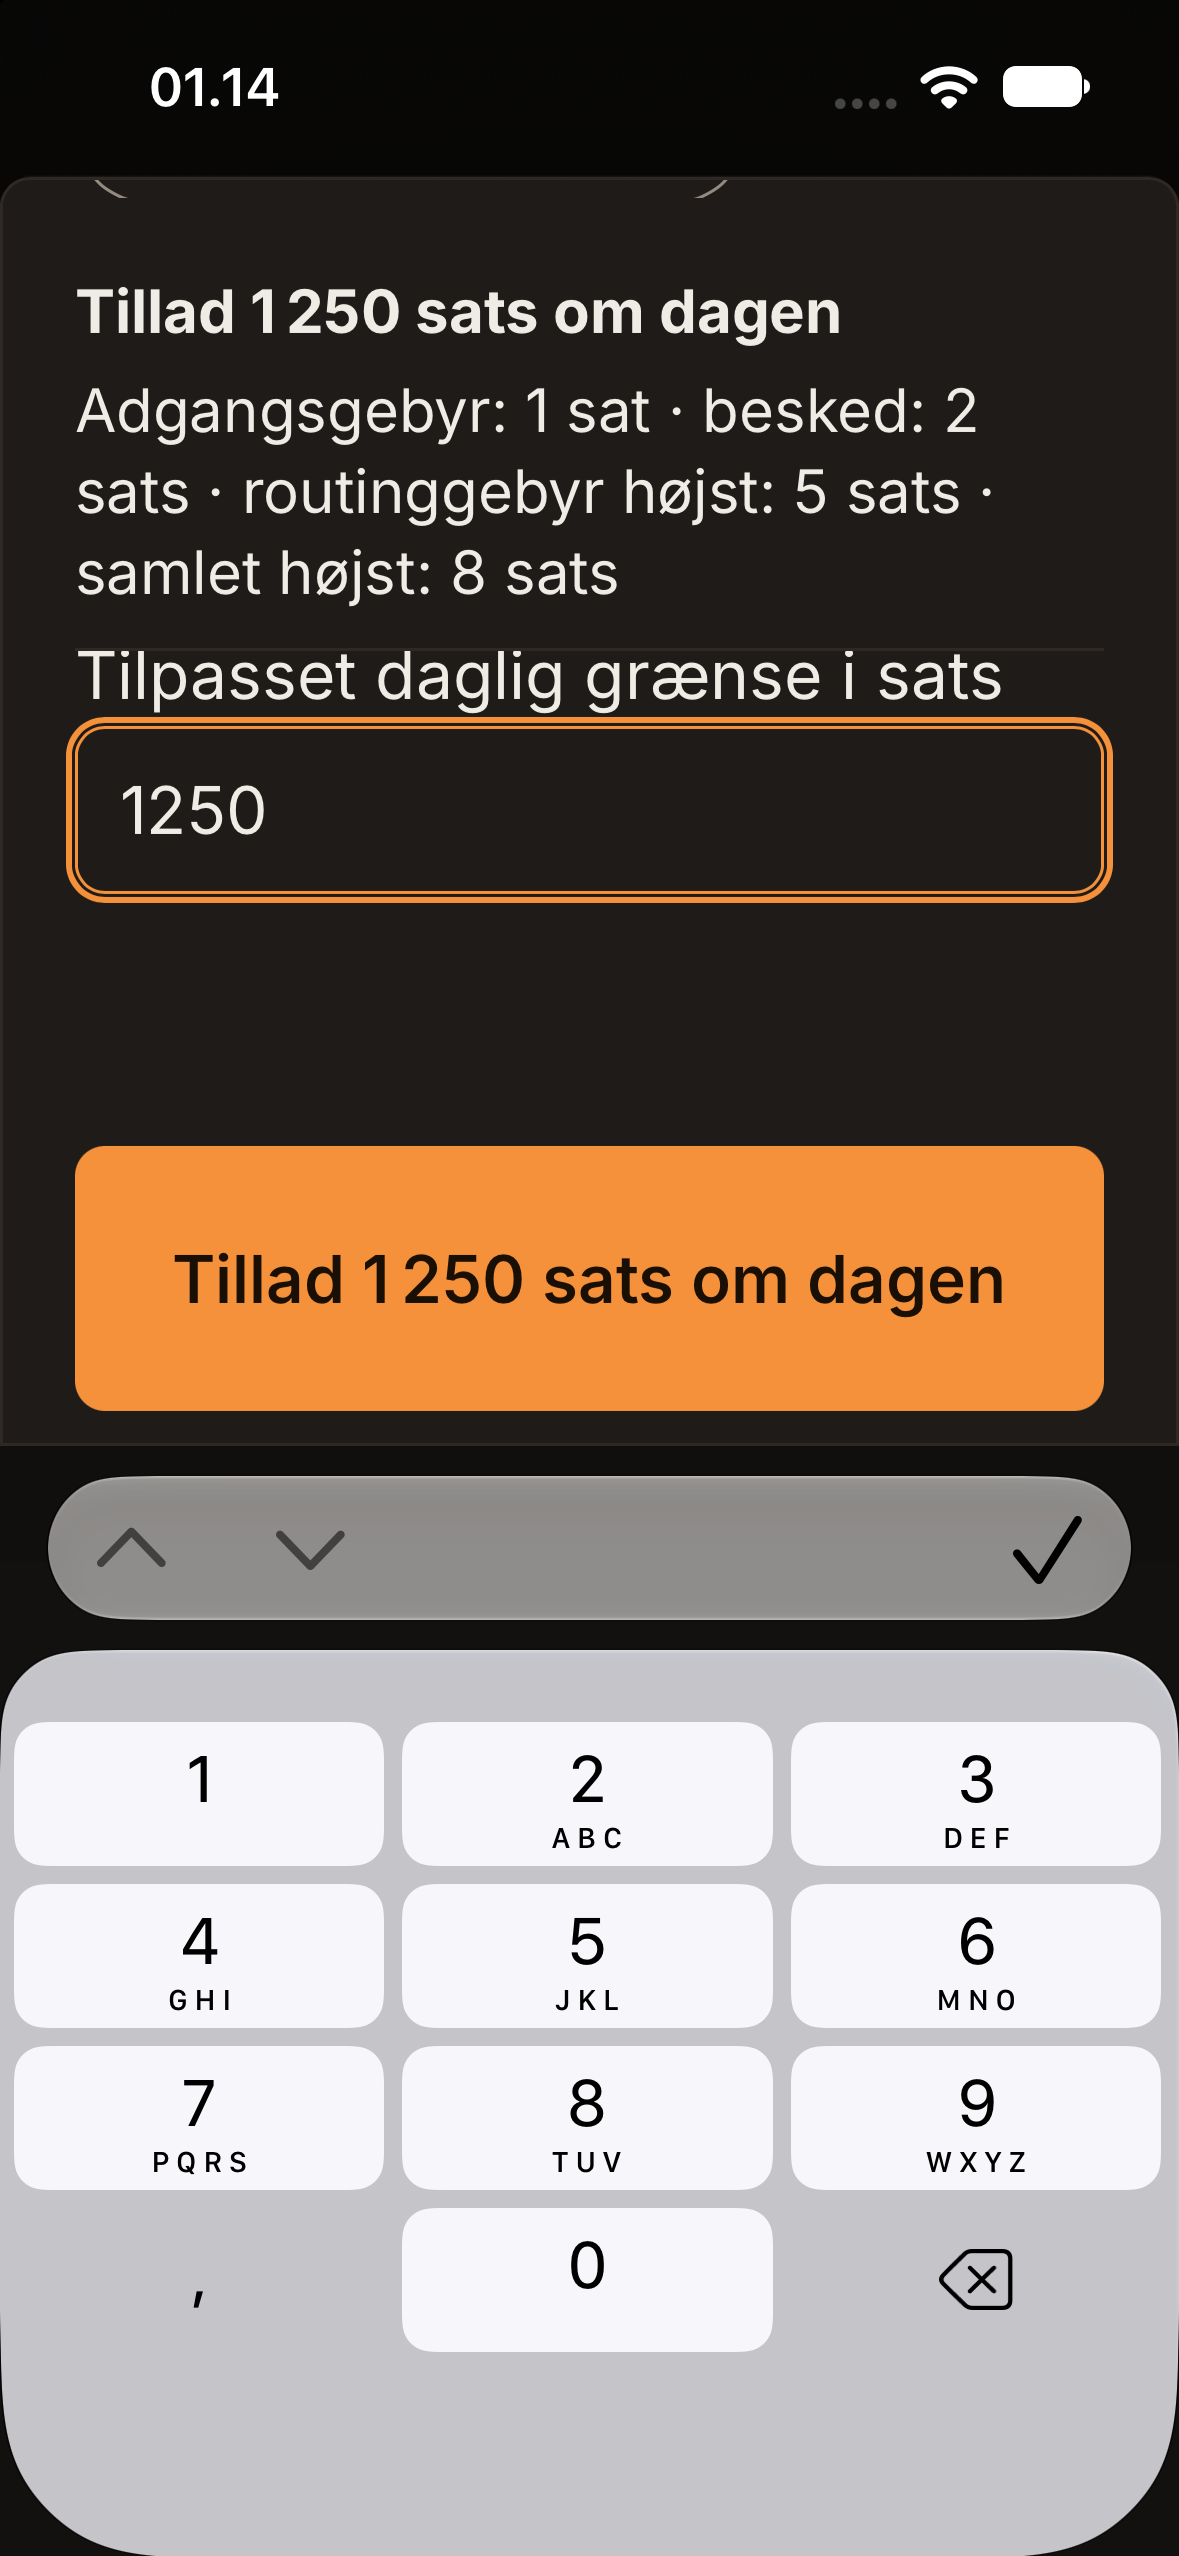 01.14
Tillad 1 250 sats om dagen
Adgangsgebyr: 1 sat · besked: 2
sats · routinggebyr højst: 5 sats ·
samlet højst: 8 sats
Tilpasset daglig grænse i sats
1250
Tillad 1 250 sats om dagen
1
2
3
ABC
DEF
4
5
6
GHI
JKL
MNO
7
8
9
PQRS
TUV
WXYZ
,
0